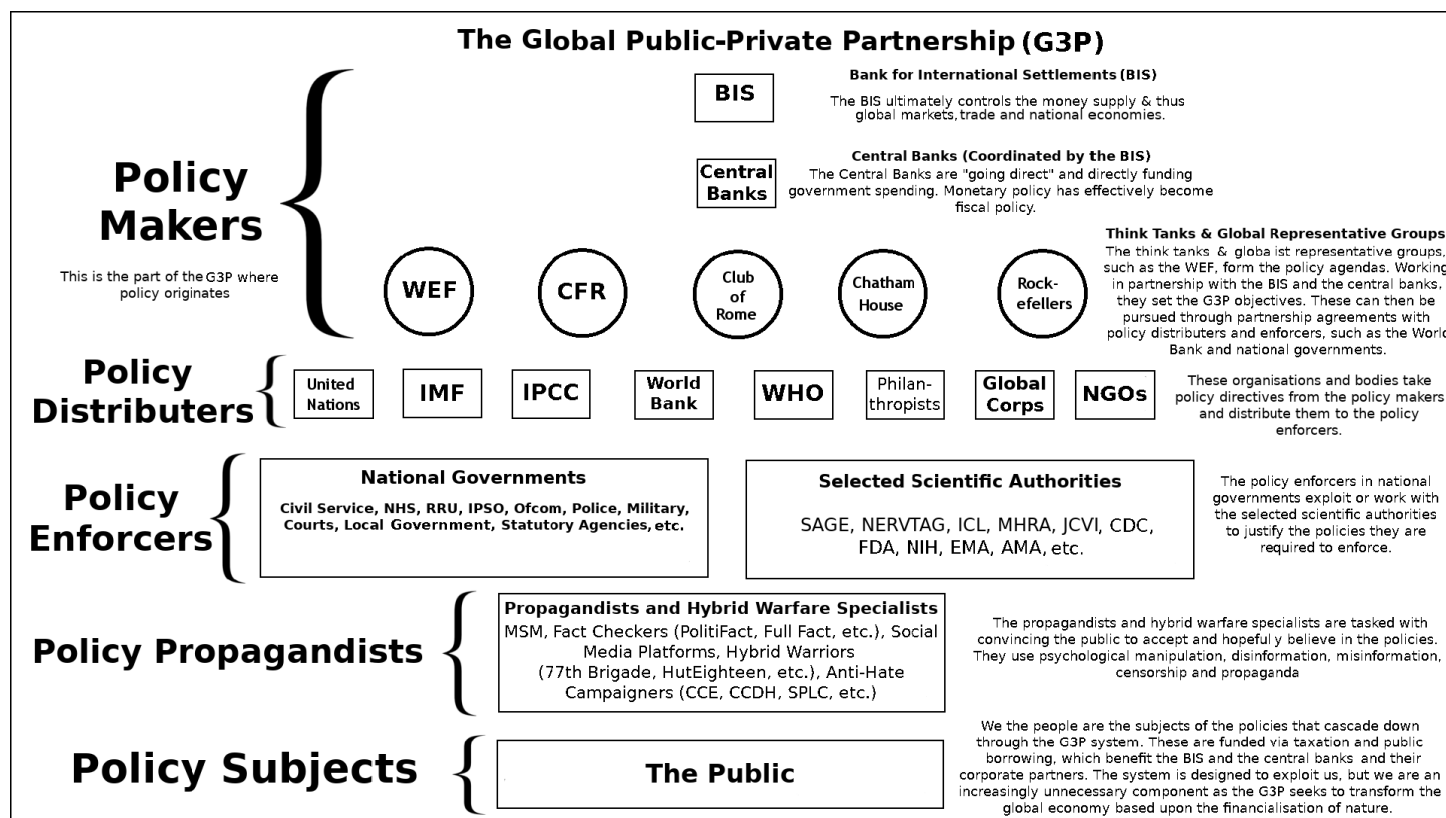 The Global Public-Private Partnership (G3P)
BIS
Bank for International Settlements (BIS)
The BIS ultimately controls the money supply & thus
global markets, trade and national economies.
Policy
Makers
This is the part of the G3P where
policy originates
Central
Banks
Central Banks (Coordinated by the BIS)
The Central Banks are "going direct" and directly funding
government spending. Monetary policy has effectively become
fiscal policy.
WEF
CFR
Club
of
Rome
Chatham
House
Rock-
efellers
Think Tanks & Global Representative Groups
The think tanks & globa ist representative groups,
such as the WEF, form the policy agendas. Working
in partnership with the BIS and the central banks,
they set the G3P objectives. These can then be
pursued through partnership agreements with
policy distributers and enforcers, such as the World
Bank and national governments.
Policy
Distributers
United
Nations
IMF
IPCC
World
Bank
WHO
Philan-
thropists
Global
Corps
NGOs
These organisations and bodies take
policy directives from the policy makers
and distribute them to the policy
enforcers.
Policy
Enforcers
National Governments
Civil Service, NHS, RRU, IPSO, Ofcom, Police, Military,
Courts, Local Government, Statutory Agencies, etc.
Selected Scientific Authorities
SAGE, NERVTAG, ICL, MHRA, JCVI, CDC,
FDA, NIH, EMA, AMA, etc.
The policy enforcers in national
governments exploit or work with
the selected scientific authorities
to justify the policies they are
required to enforce.
Policy Propagandists
Propagandists and Hybrid Warfare Specialists
MSM, Fact Checkers (PolitiFact, Full Fact, etc.), Social
Media Platforms, Hybrid Warriors
(77th Brigade, HutEighteen, etc.), Anti-Hate
Campaigners (CCE, CCDH, SPLC, etc.)
The propagandists and hybrid warfare specialists are tasked with
convincing the public to accept and hopeful y believe in the policies.
They use psychological manipulation, disinformation, misinformation,
censorship and propaganda
Policy Subjects
The Public
We the people are the subjects of the policies that cascade down
through the G3P system. These are funded via taxation and public
borrowing, which benefit the BIS and the central banks and their
corporate partners. The system is designed to exploit us, but we are an
increasingly unnecessary component as the G3P seeks to transform the
global economy based upon the financialisation of nature.